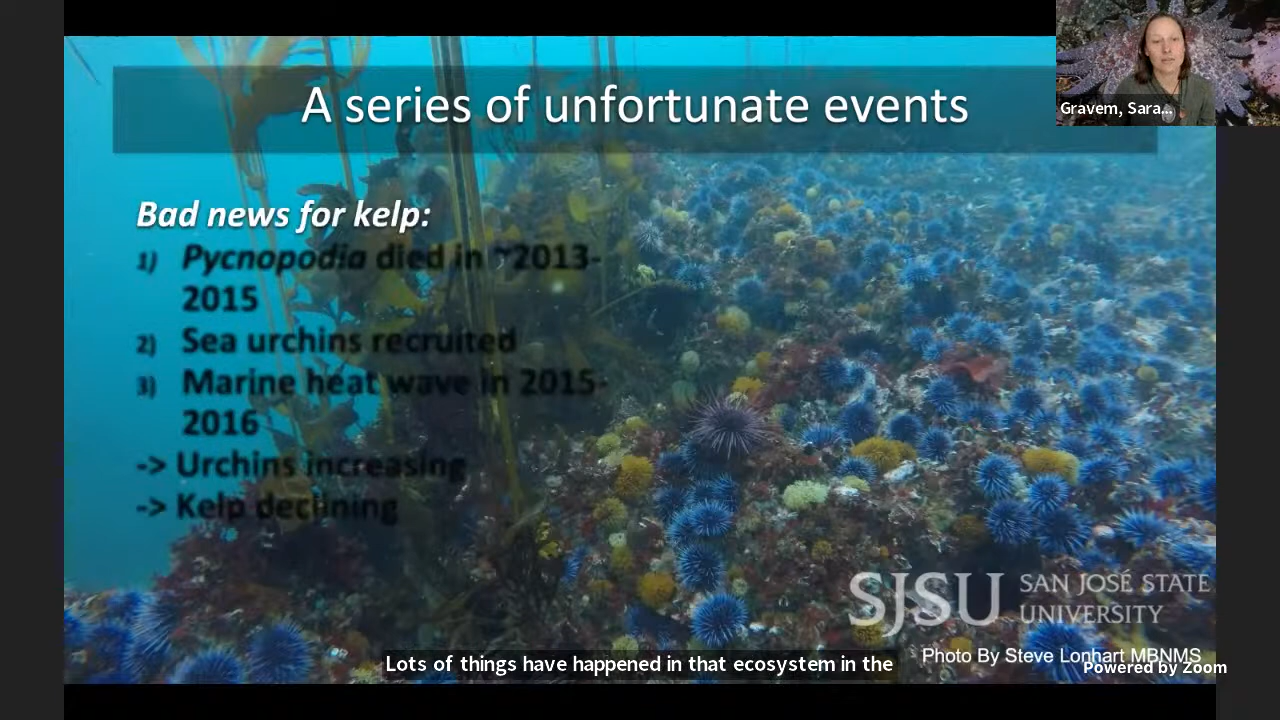 A series of unfortunate events
Gravem, Sara...
Bad news for kelp:
1) Pycnopodia died in ~2013-
2015
2) Sea urchins recruited
3) Marine heat wave in 2015-
2016
-> Urchins increasing
-> Kelp declining
SJSU SAN JOSÉ STATE
UNIVERSITY
Photo By Steve Lonhart MBNMS
Lots of things have happened in that ecosystem in the
Powered by Zoom